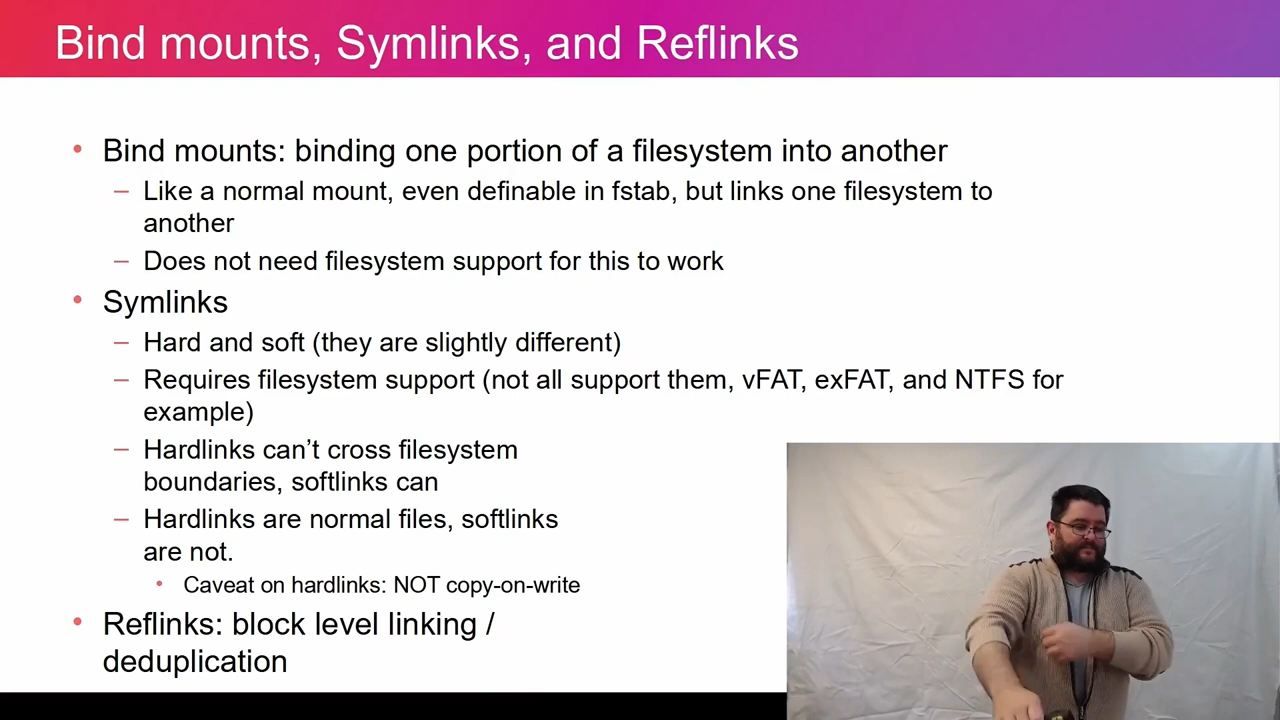 Bind mounts, Symlinks, and Reflinks
• Bind mounts: binding one portion of a filesystem into another
– Like a normal mount, even definable in fstab, but links one filesystem to
another
– Does not need filesystem support for this to work
• Symlinks
– Hard and soft (they are slightly different)
– Requires filesystem support (not all support them, vFAT, exFAT, and NTFS for
example)
– Hardlinks can’t cross filesystem
boundaries, softlinks can
– Hardlinks are normal files, softlinks
are not.
• Caveat on hardlinks: NOT copy-on-write
• Reflinks: block level linking /
deduplication